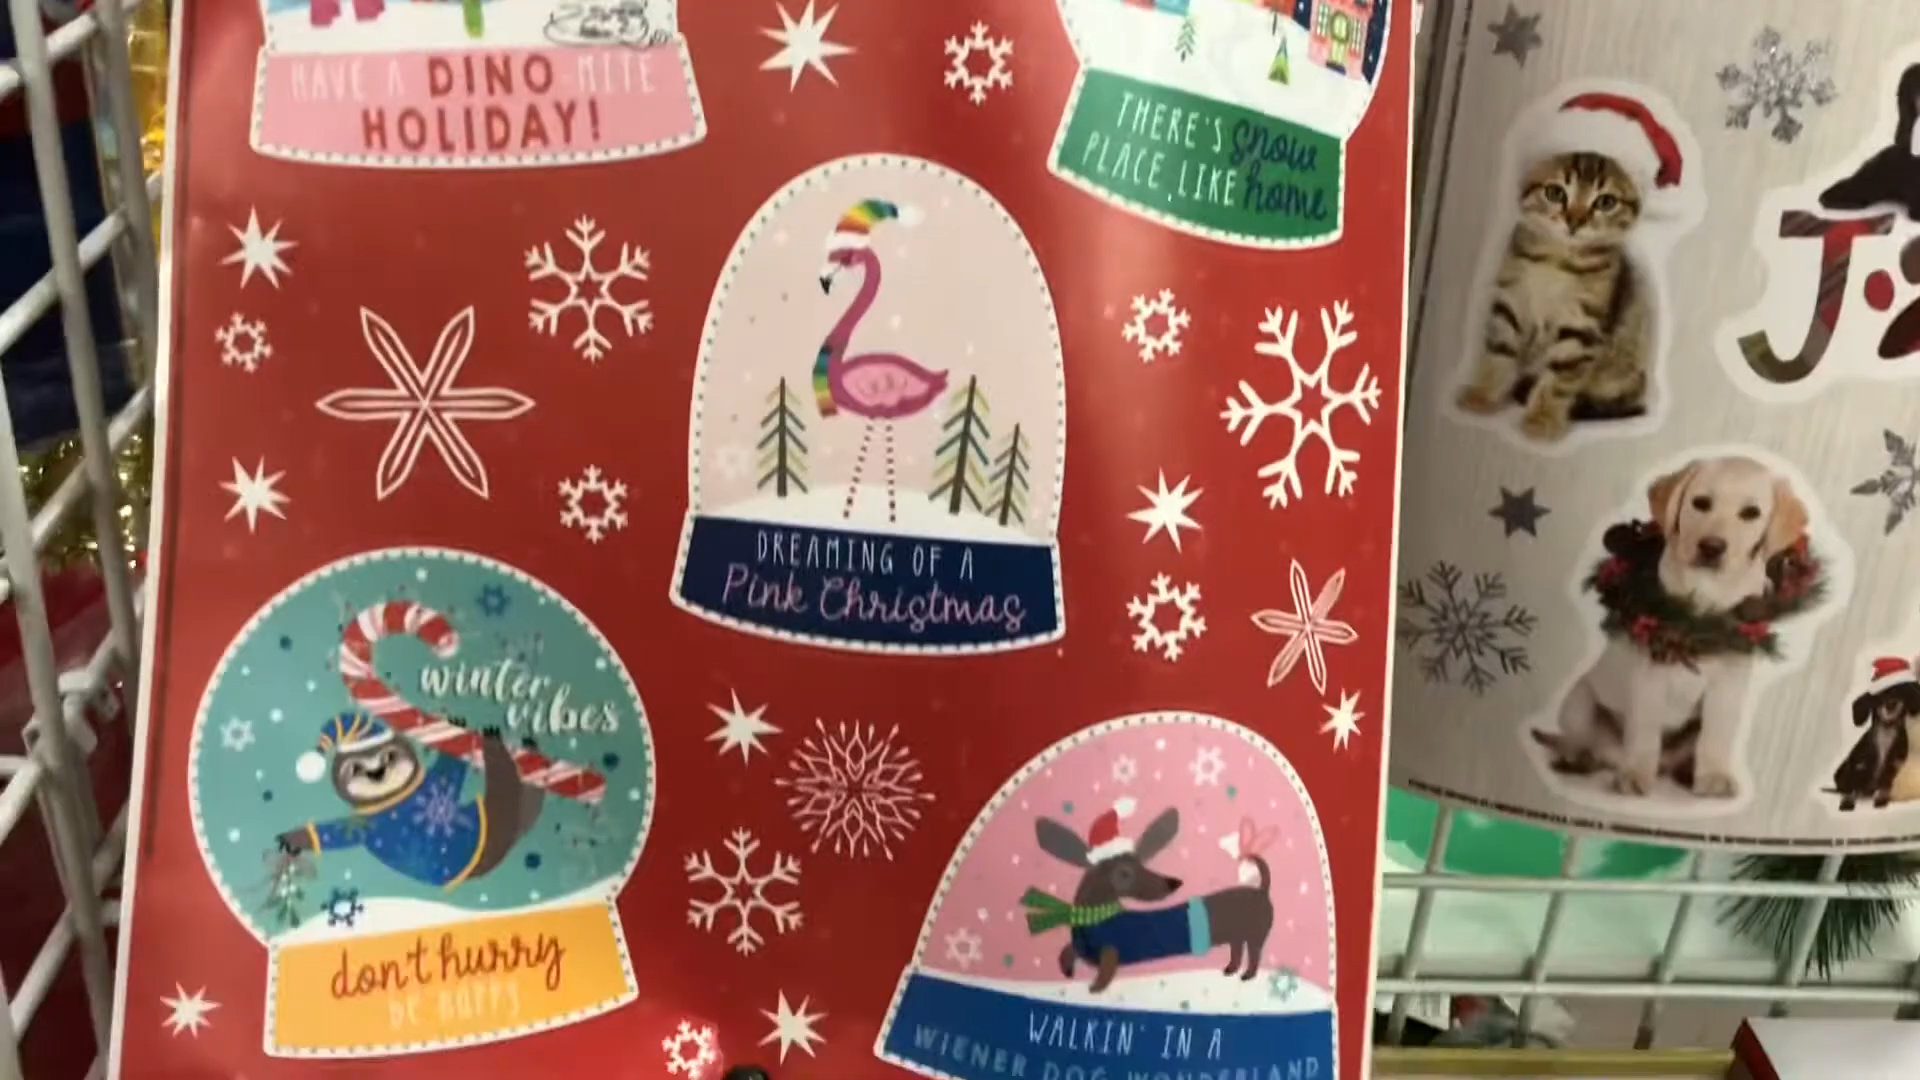 HAVE A DINO-MITE
HOLIDAY!
THERE'S snow
PLACE LIKE home
DREAMING OF A
Pink Christmas
winter
vibes
don't hurry
be happy
WALKIN' IN A
WIENER DOG WONDERLAND